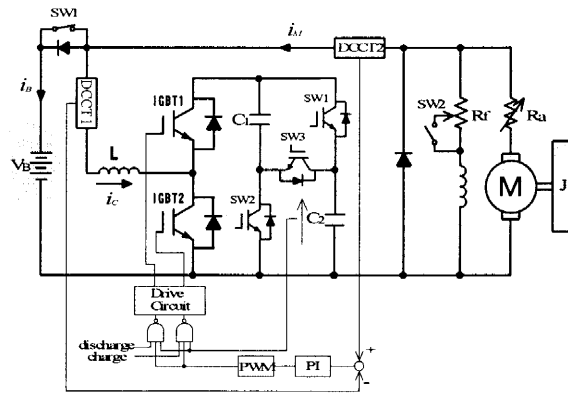 SW1
i_M
DCCT2
i_B
DCCT1
IGBT1
C1
SW1
SW3
SW2
Rf
Ra
V_B
L
i_C
IGBT2
SW2
C2
M
J
Drive
Circuit
discharge
charge
PWM
PI
+
-